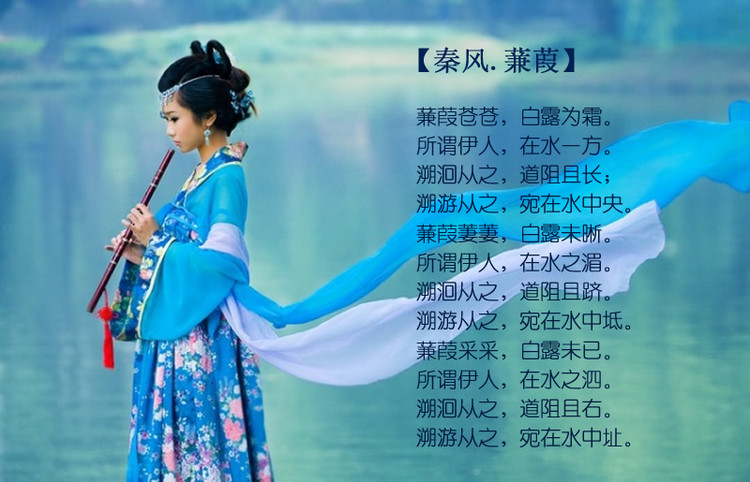 【秦风.蒹葭】
蒹葭苍苍，白露为霜。
所谓伊人，在水一方。
溯洄从之，道阻且长；
溯游从之，宛在水中央。
蒹葭萋萋，白露未晰。
所谓伊人，在水之湄。
溯洄从之，道阻且跻。
溯游从之，宛在水中坻。
蒹葭采采，白露未已。
所谓伊人，在水之泗。
溯洄从之，道阻且右。
溯游从之，宛在水中址。